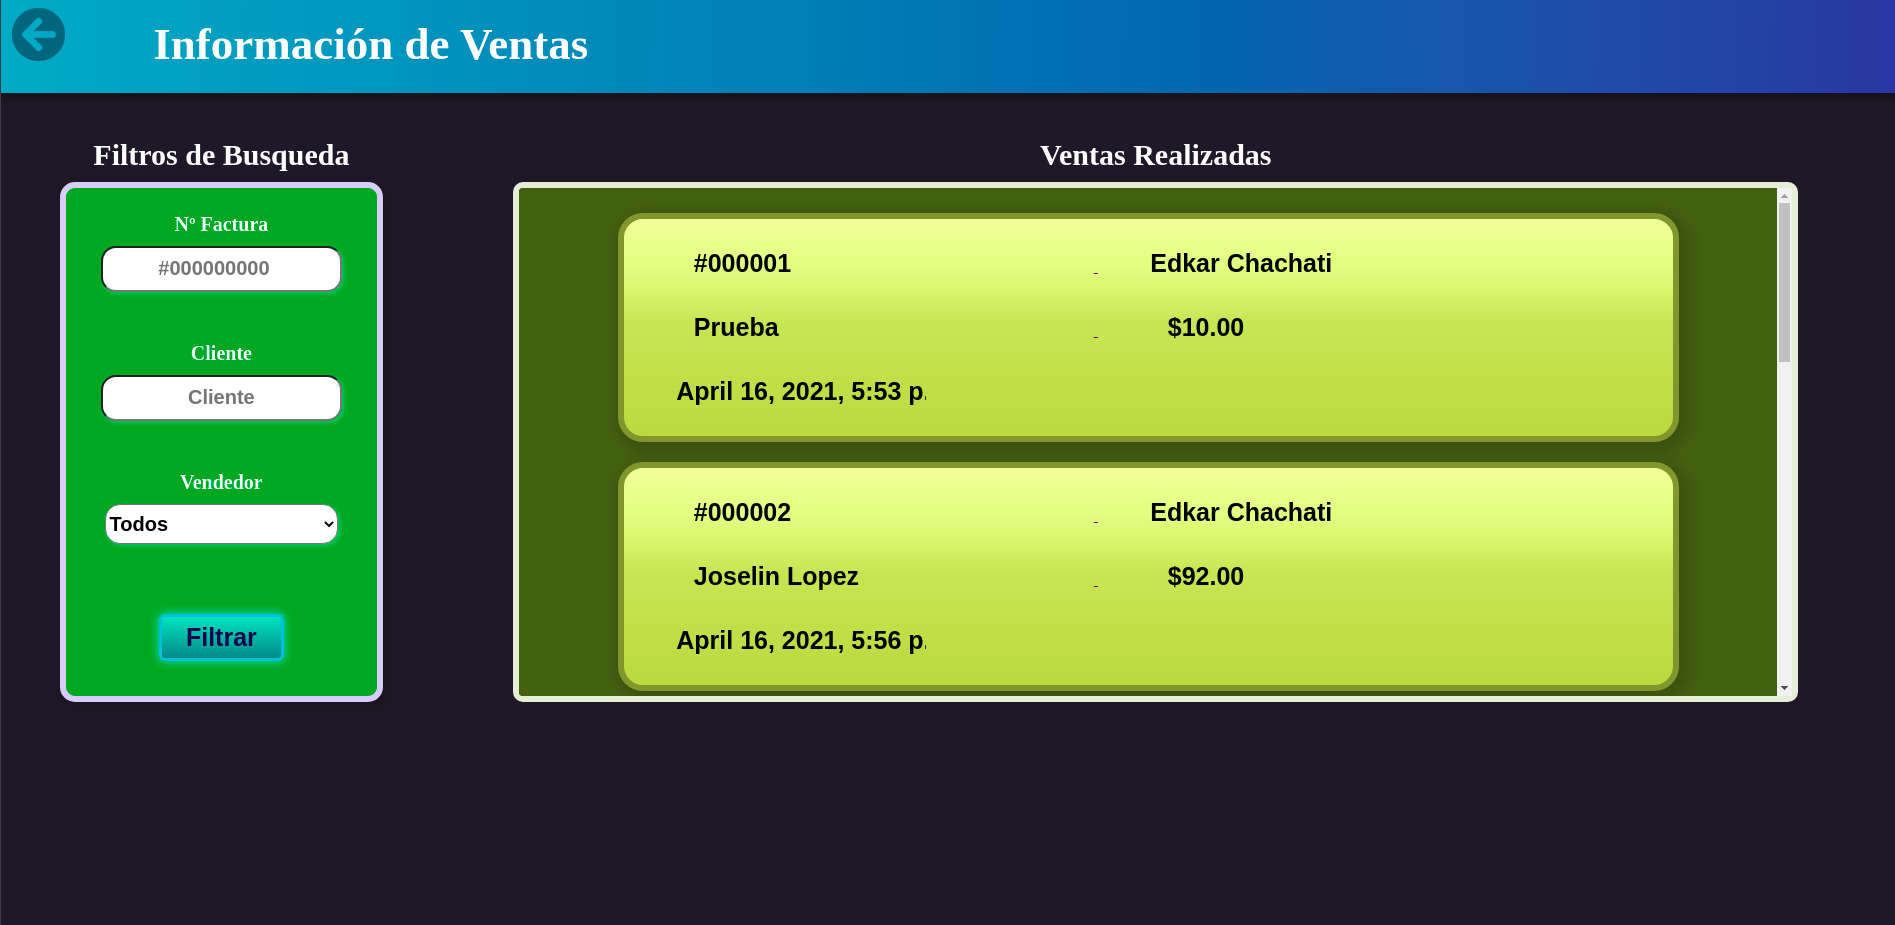 Información de Ventas
Filtros de Busqueda
Nº Factura
#000000000
Cliente
Cliente
Vendedor
Todos
Filtrar
Ventas Realizadas
#000001 - Edkar Chachati
Prueba - $10.00
April 16, 2021, 5:53 p.
#000002 - Edkar Chachati
Joselin Lopez - $92.00
April 16, 2021, 5:56 p.